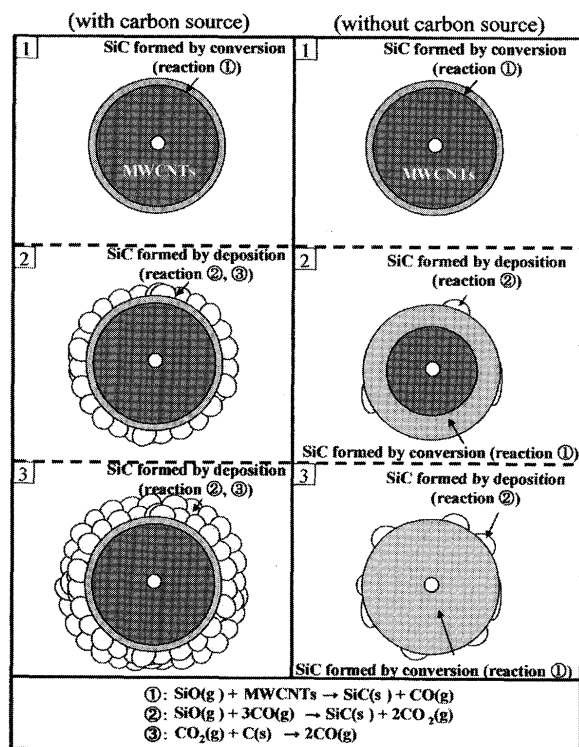 (with carbon source)
(without carbon source)
1
SiC formed by conversion
(reaction ①)
MWCNTs
1
SiC formed by conversion
(reaction ①)
MWCNTs
2
SiC formed by deposition
(reaction ②, ③)
2
SiC formed by deposition
(reaction ②)
SiC formed by conversion (reaction ①)
3
SiC formed by deposition
(reaction ②, ③)
3
SiC formed by deposition
(reaction ②)
SiC formed by conversion (reaction ①)
①: SiO(g) + MWCNTs → SiC(s) + CO(g)
②: SiO(g) + 3CO(g) → SiC(s) + 2CO₂(g)
③: CO₂(g) + C(s) → 2CO(g)